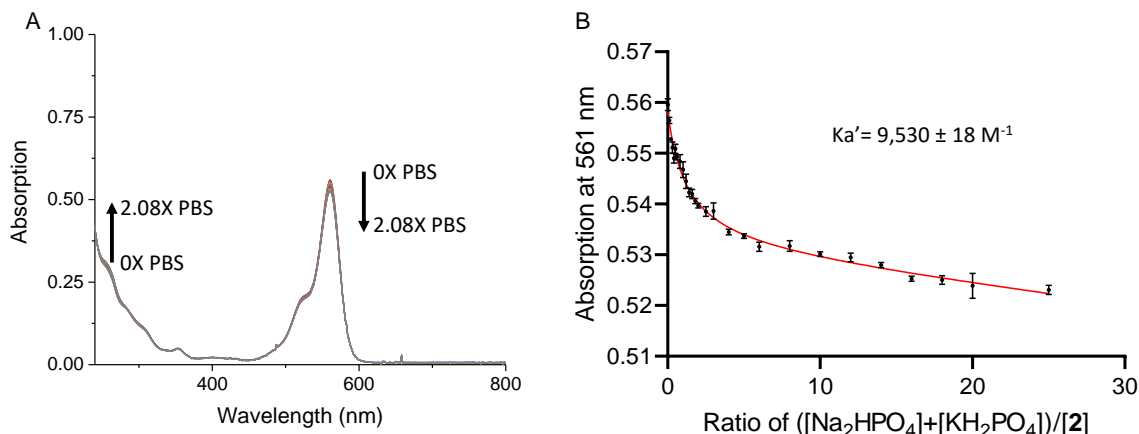 A
1.00
0.75
0.50
0.25
0.00
Absorption
2.08X PBS
0X PBS
0X PBS
2.08X PBS
400
600
800
Wavelength (nm)
B
0.57
0.56
0.55
0.54
0.53
0.52
0.51
Absorption at 561 nm
Ka’= 9,530 ± 18 M⁻¹
0
10
20
30
Ratio of ([Na₂HPO₄]+[KH₂PO₄])/[2]